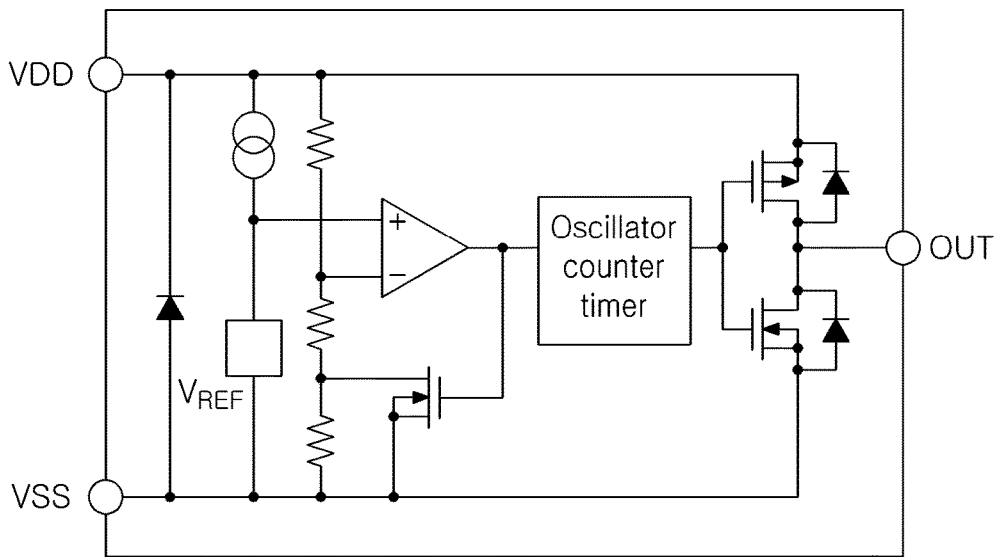 VDD
+
−
Oscillator
counter
timer
OUT
VREF
VSS